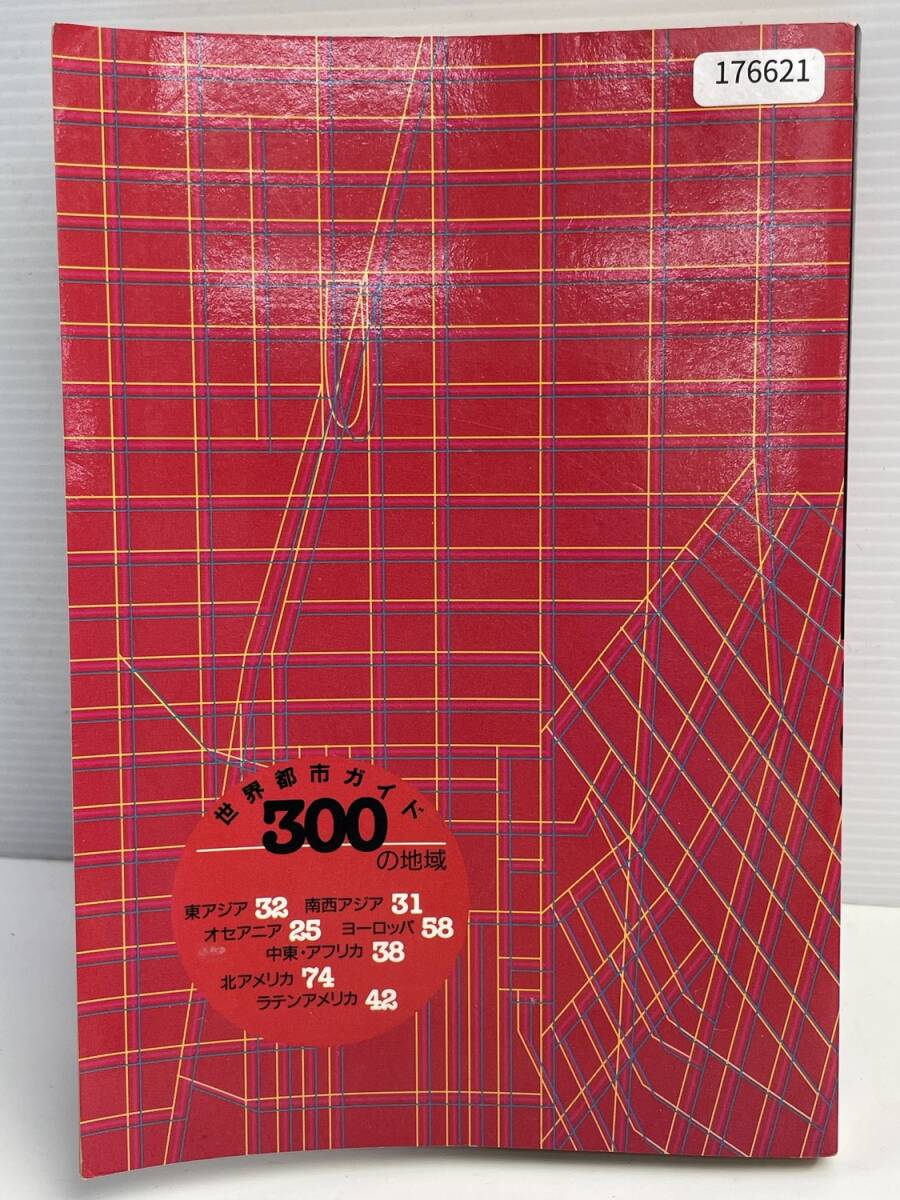 176621
世界都市ガイド
300
の地域
東アジア 32 南西アジア 31
オセアニア 25 ヨーロッパ 58
中東・アフリカ 38
北アメリカ 74
ラテンアメリカ 42